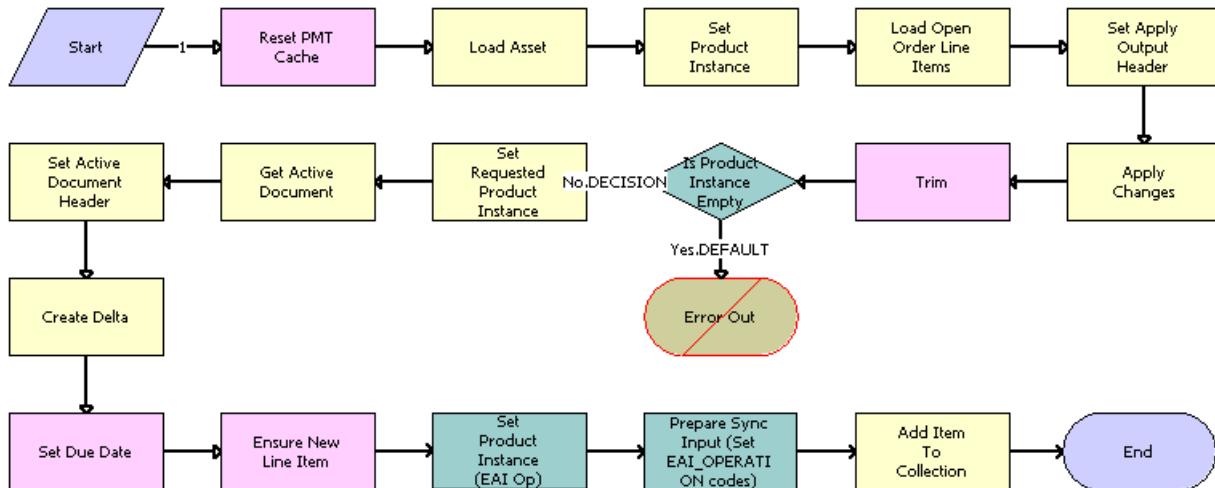 Start
1
Reset PMT
Cache
Load Asset
Set
Product
Instance
Load Open
Order Line
Items
Set Apply
Output
Header
Set Active
Document
Header
Get Active
Document
Set
Requested
Product
Instance
No.DECISION
Is Product
Instance
Empty
Trim
Apply
Changes
Yes.DEFAULT
Create Delta
Error Out
Set Due Date
Ensure New
Line Item
Set
Product
Instance
(EAI Op)
Prepare Sync
Input (Set
EAI_OPERATI
ON codes)
Add Item
To
Collection
End